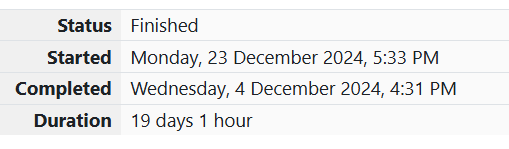 Status Finished
Started Monday, 23 December 2024, 5:33 PM
Completed Wednesday, 4 December 2024, 4:31 PM
Duration 19 days 1 hour